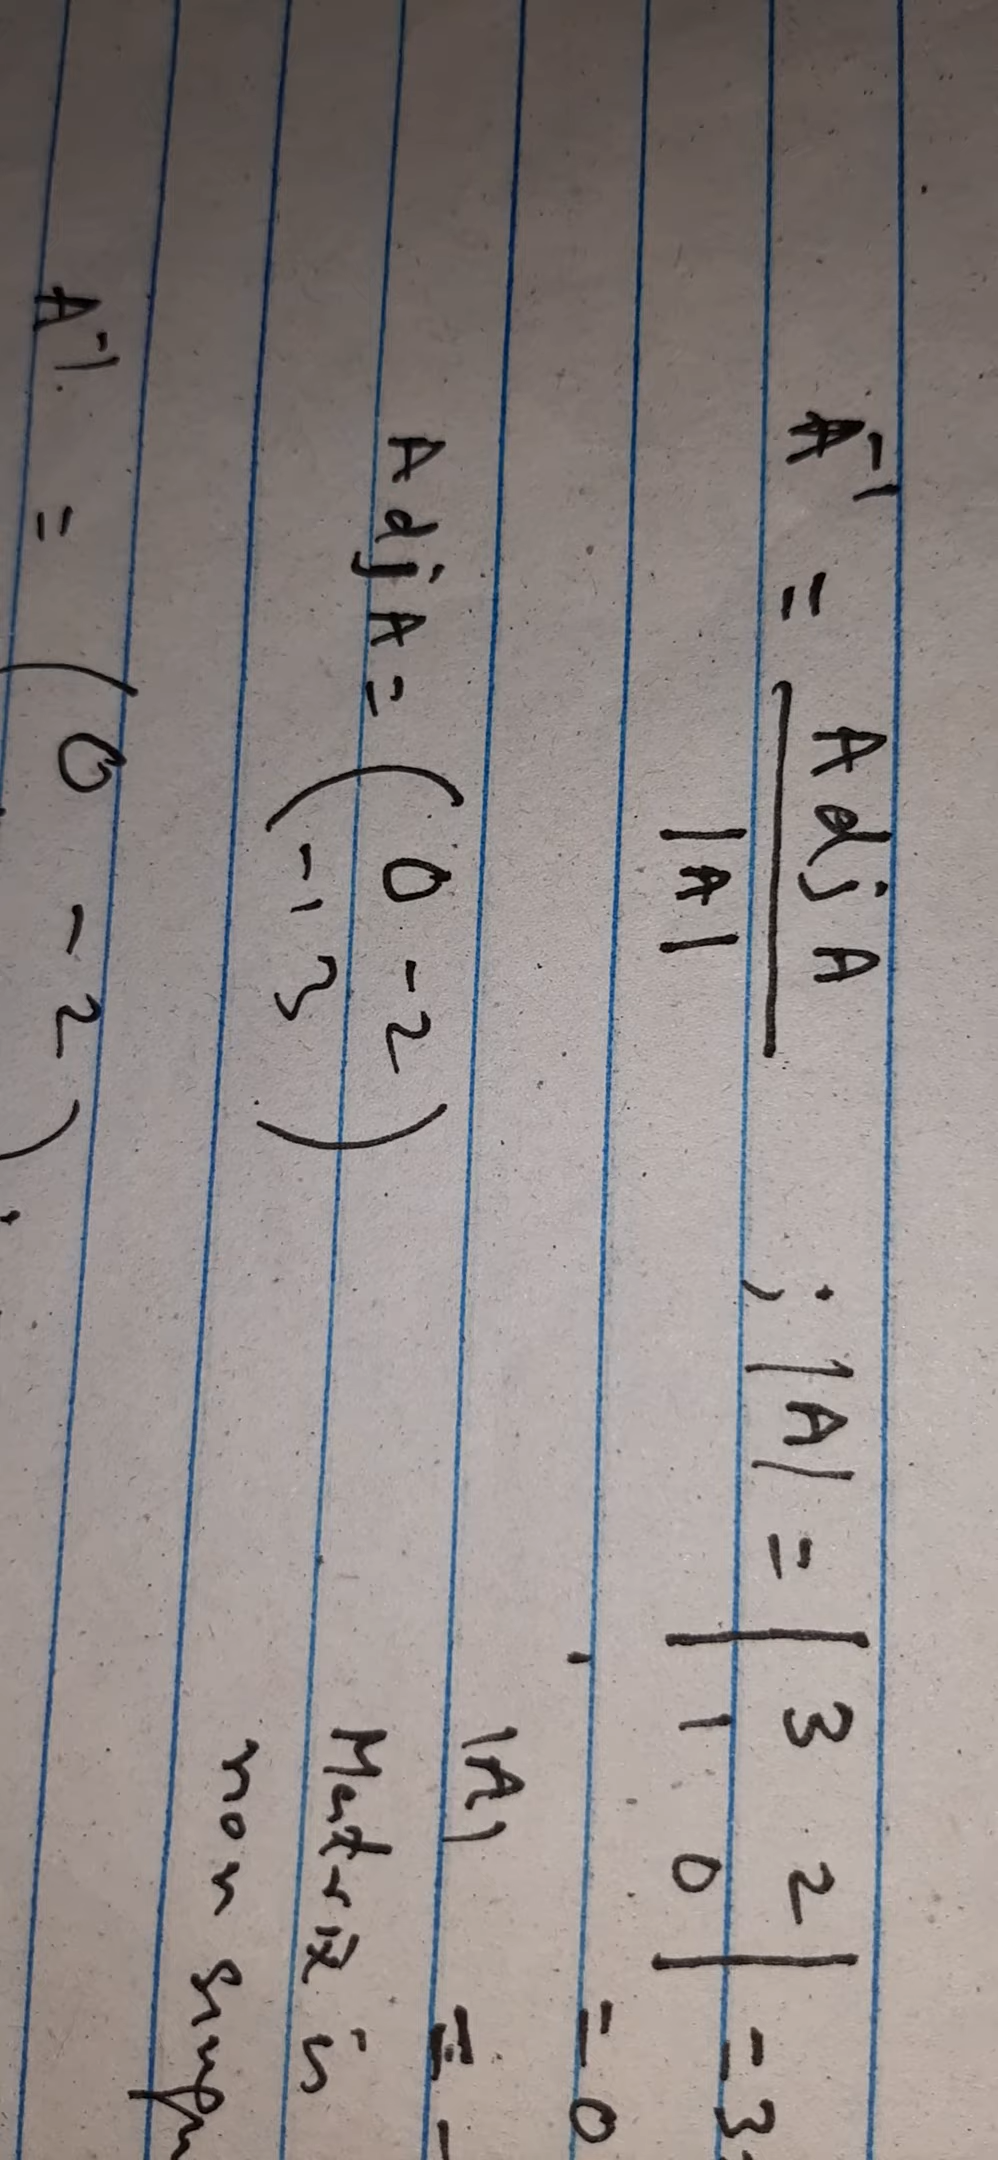 A⁻¹ = Adj A / |A| ; |A| = | 3 2 | = 3
| 1 0 | = 0
|A| = -
Adj A = ( 0 -2 ) Matrix is
( -1 3 ) non
A⁻¹ = ( 0 -2 )